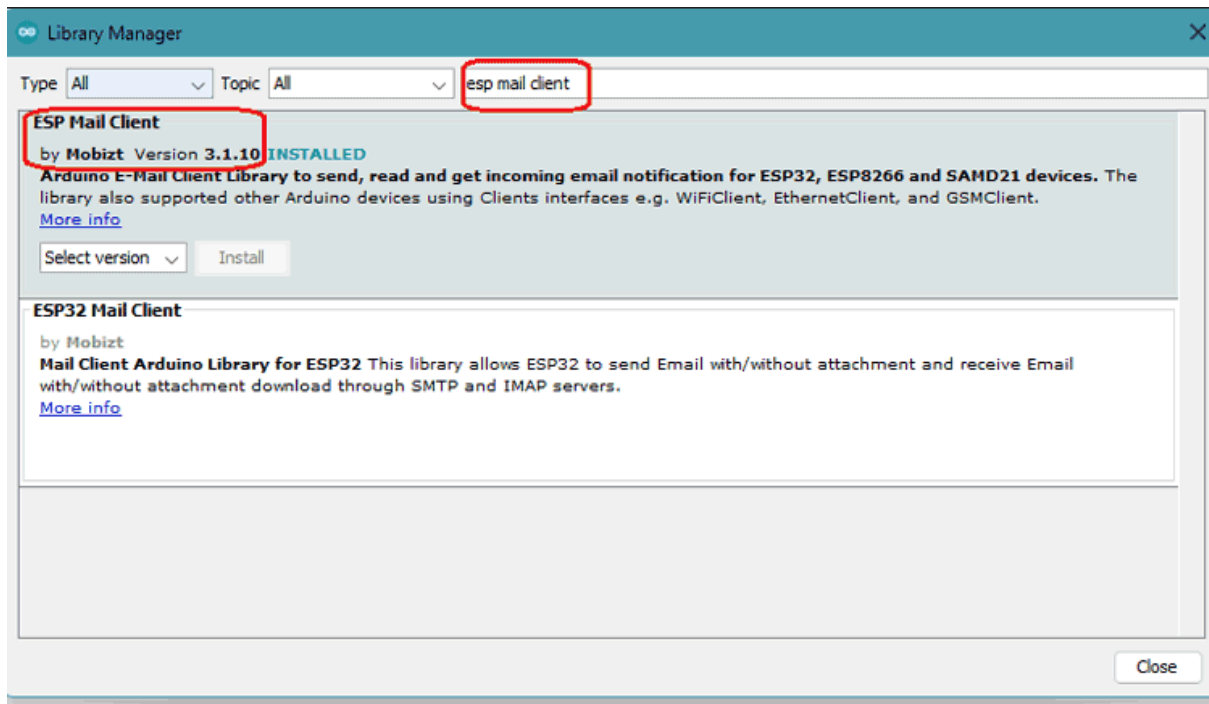 Library Manager
Type All Topic All esp mail client
ESP Mail Client
by Mobizt Version 3.1.10 INSTALLED
Arduino E-Mail Client Library to send, read and get incoming email notification for ESP32, ESP8266 and SAMD21 devices. The
library also supported other Arduino devices using Clients interfaces e.g. WiFiClient, EthernetClient, and GSMClient.
More info
Select version Install
ESP32 Mail Client
by Mobizt
Mail Client Arduino Library for ESP32 This library allows ESP32 to send Email with/without attachment and receive Email
with/without attachment download through SMTP and IMAP servers.
More info
Close